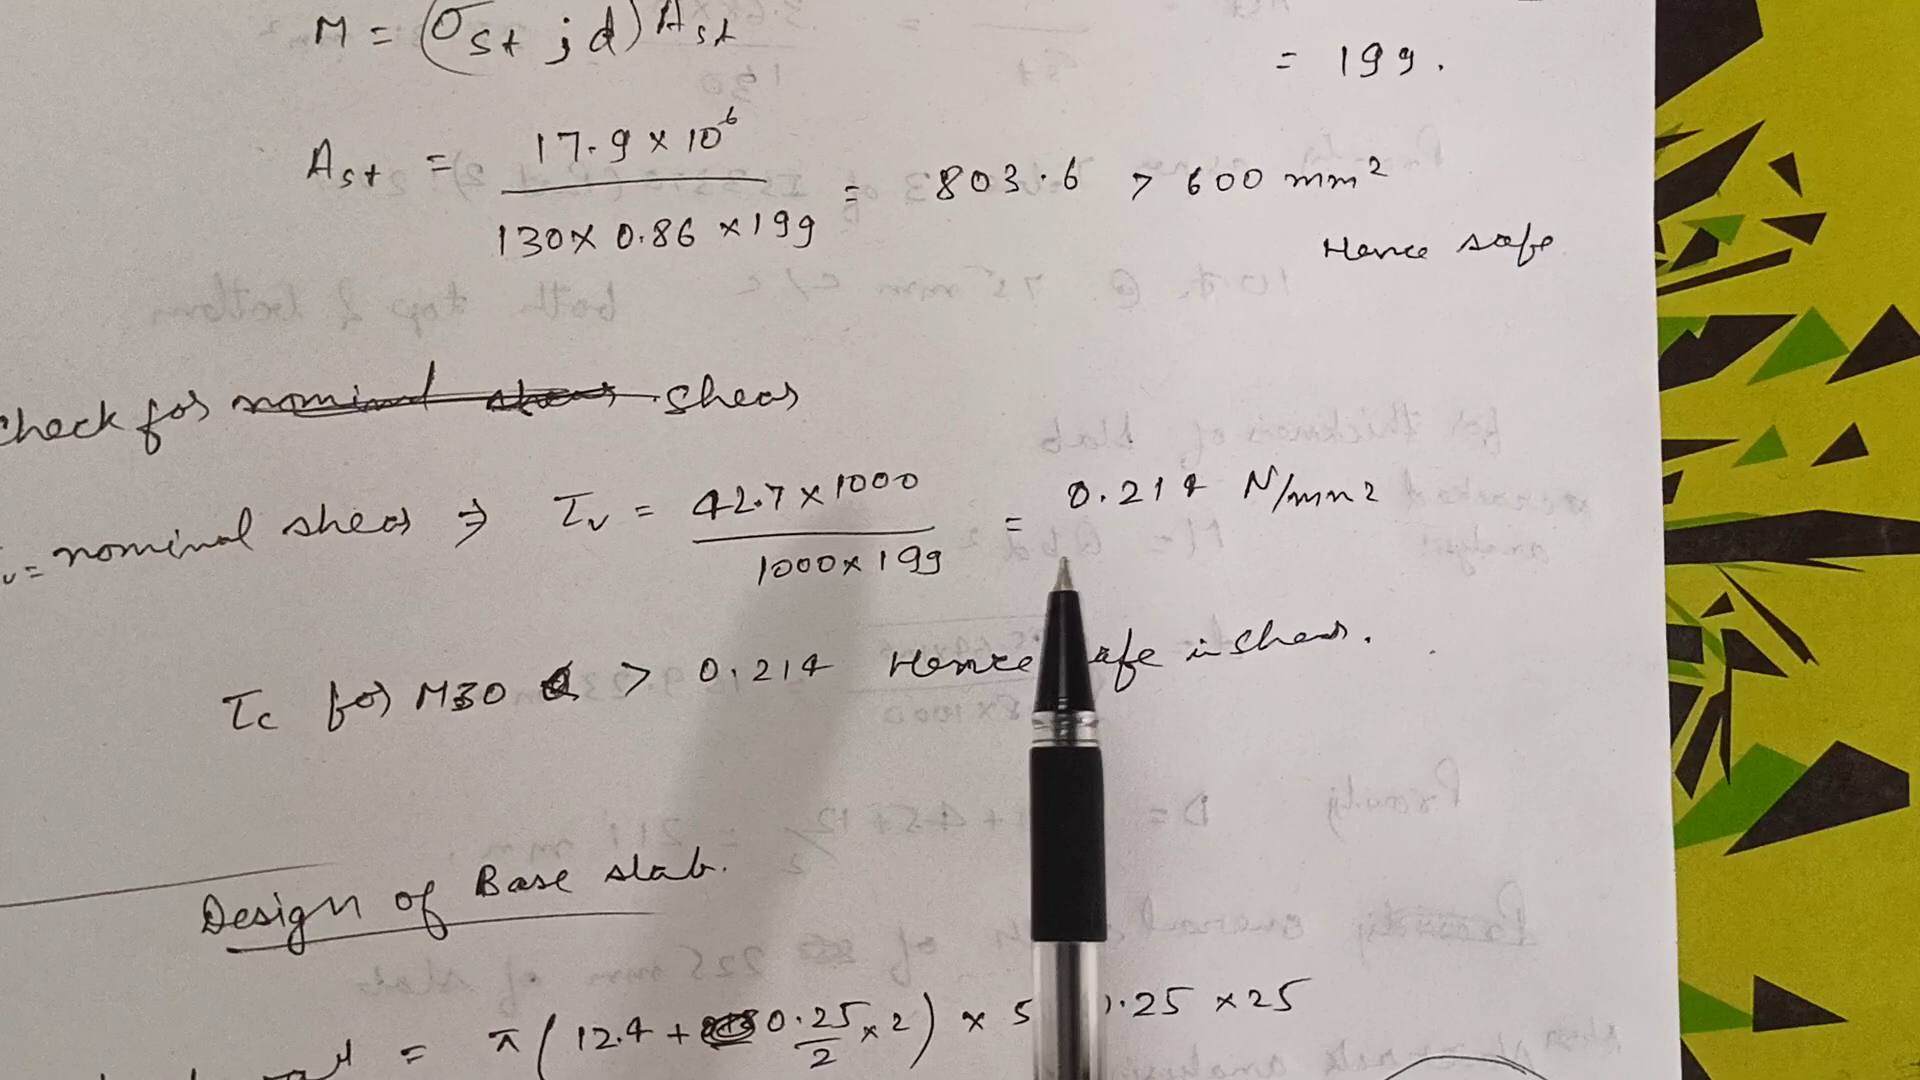 M = (σst j d) Ast
= 199.
Ast = 17.9 x 10^6 / 130 x 0.86 x 199 = 803.6 > 600 mm²
Hence safe
check for shear
nominal shear ⇒ τv = 42.7 x 1000 / 1000 x 199 = 0.214 N/mm2
τc for M30 > 0.214 Hence safe in shear.
Design of Base slab.
= π (12.4 + 0.25/2 x 2) x 5 .25 x 25